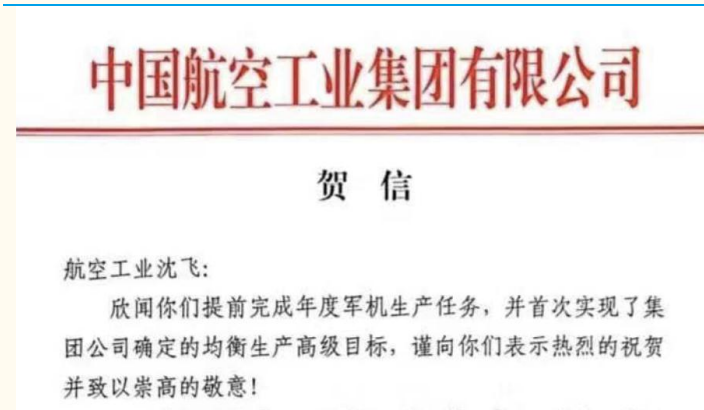 中国航空工业集团有限公司
贺 信
航空工业沈飞:
欣闻你们提前完成年度军机生产任务，并首次实现了集
团公司确定的均衡生产高级目标，谨向你们表示热烈的祝贺
并致以崇高的敬意!